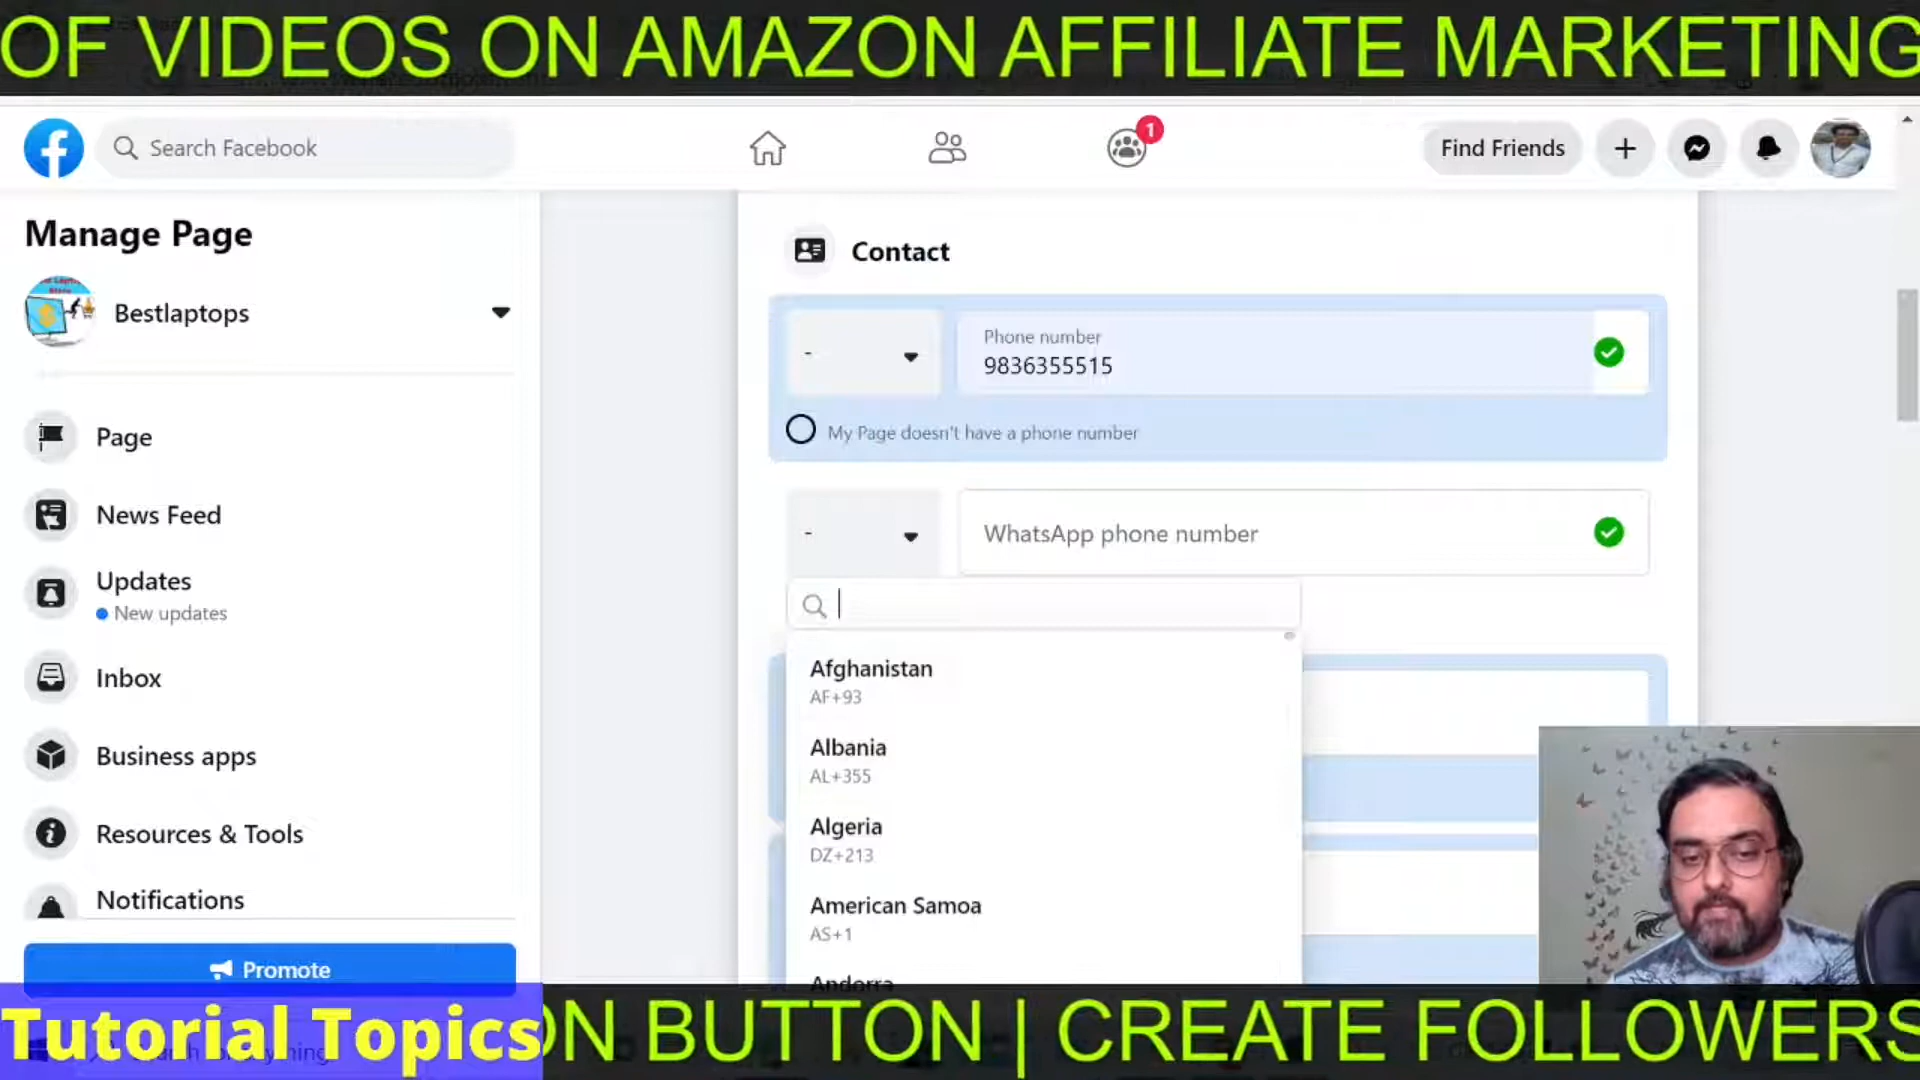 OF VIDEOS ON AMAZON AFFILIATE MARKETING
Search Facebook
1
Find Friends
Manage Page
Bestlaptops
Page
News Feed
Updates
New updates
Inbox
Business apps
Resources & Tools
Notifications
Promote
Contact
-
Phone number
9836355515
My Page doesn't have a phone number
-
WhatsApp phone number
Afghanistan
AF+93
Albania
AL+355
Algeria
DZ+213
American Samoa
AS+1
Andorra
Tutorial Topics
ON BUTTON | CREATE FOLLOWERS